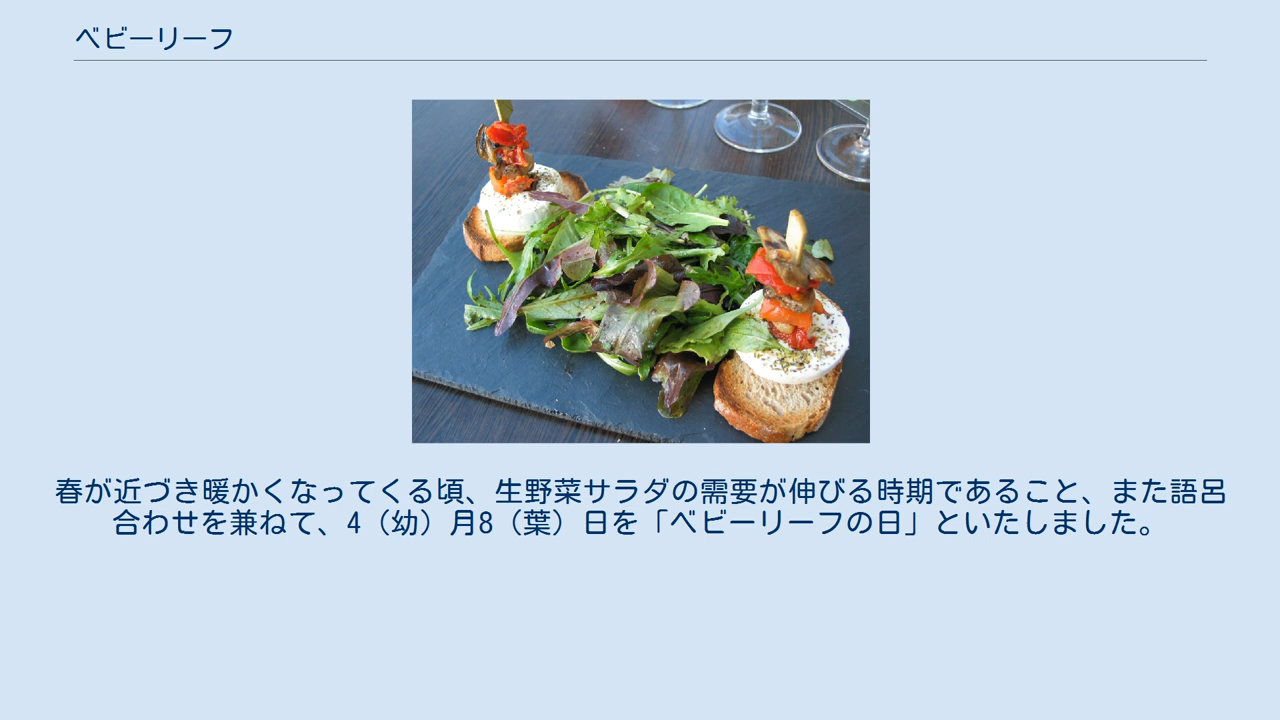 ベビーリーフ
春が近づき暖かくなってくる頃、生野菜サラダの需要が伸びる時期であること、また語呂
合わせを兼ねて、4（幼）月8（葉）日を「ベビーリーフの日」といたしました。